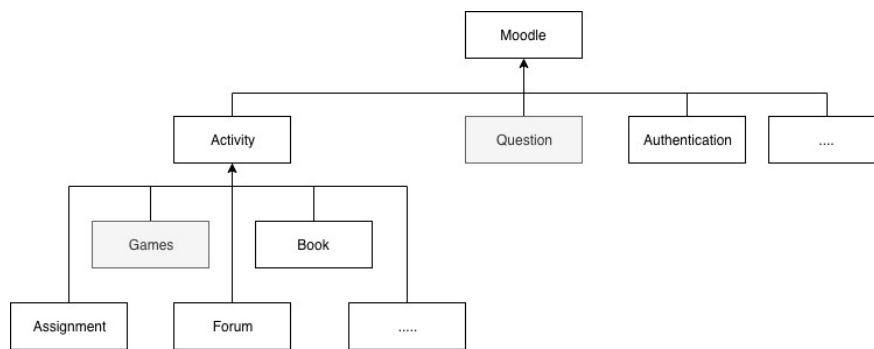 Moodle
Activity
Question
Authentication
....
Games
Book
Assignment
Forum
.....